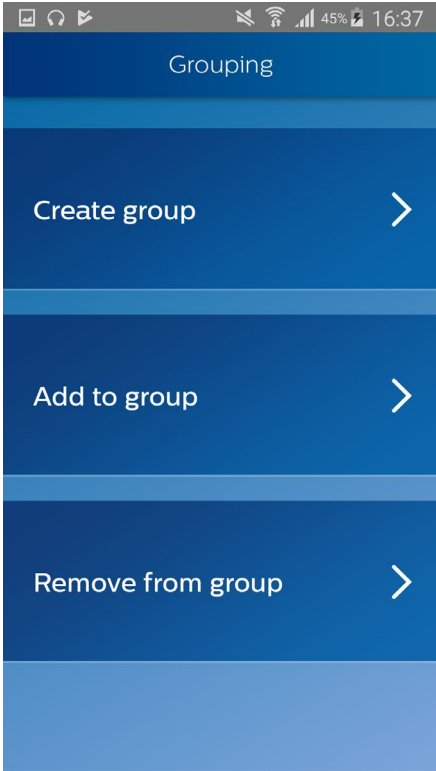 45% 16:37
Grouping
Create group
Add to group
Remove from group